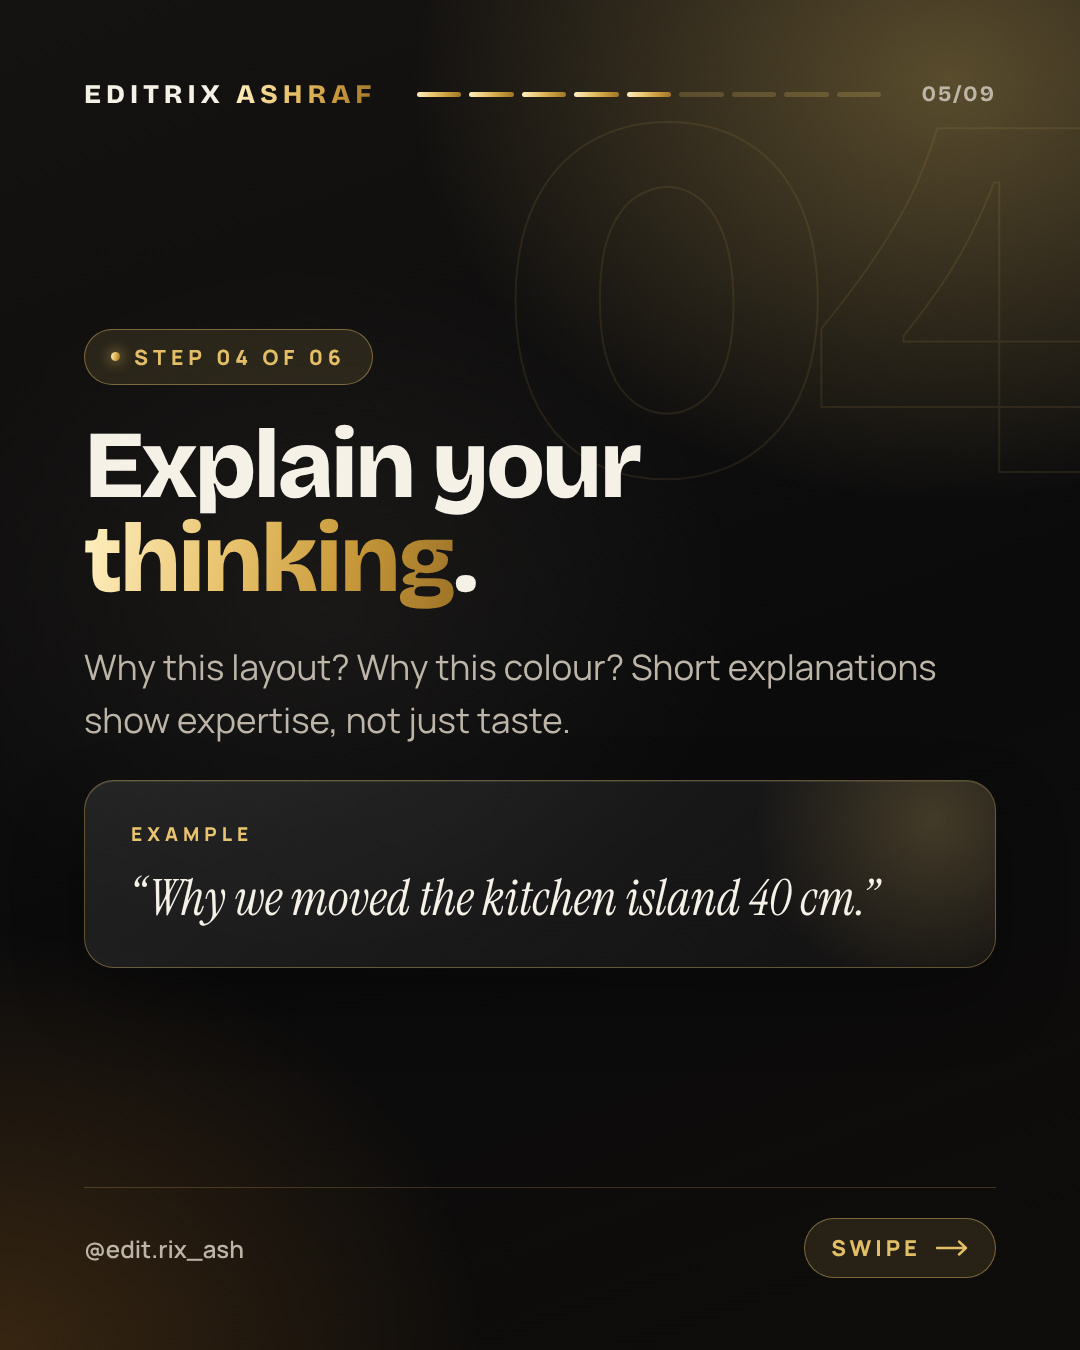 EDITRIX ASHRAF
05/09
04
STEP 04 OF 06
Explain your
thinking.
Why this layout? Why this colour? Short explanations
show expertise, not just taste.
EXAMPLE
“Why we moved the kitchen island 40 cm.”
@edit.rix_ash
SWIPE →